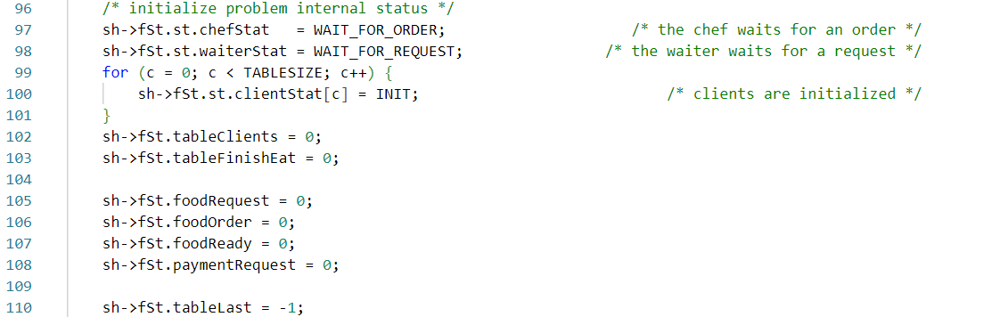 96 /* initialize problem internal status */
97 sh->fSt.st.chefStat   = WAIT_FOR_ORDER; /* the chef waits for an order */
98 sh->fSt.st.waiterStat = WAIT_FOR_REQUEST; /* the waiter waits for a request */
99 for (c = 0; c < TABLESIZE; c++) {
100     sh->fSt.st.clientStat[c] = INIT; /* clients are initialized */
101 }
102 sh->fSt.tableClients = 0;
103 sh->fSt.tableFinishEat = 0;
104
105 sh->fSt.foodRequest = 0;
106 sh->fSt.foodOrder = 0;
107 sh->fSt.foodReady = 0;
108 sh->fSt.paymentRequest = 0;
109
110 sh->fSt.tableLast = -1;